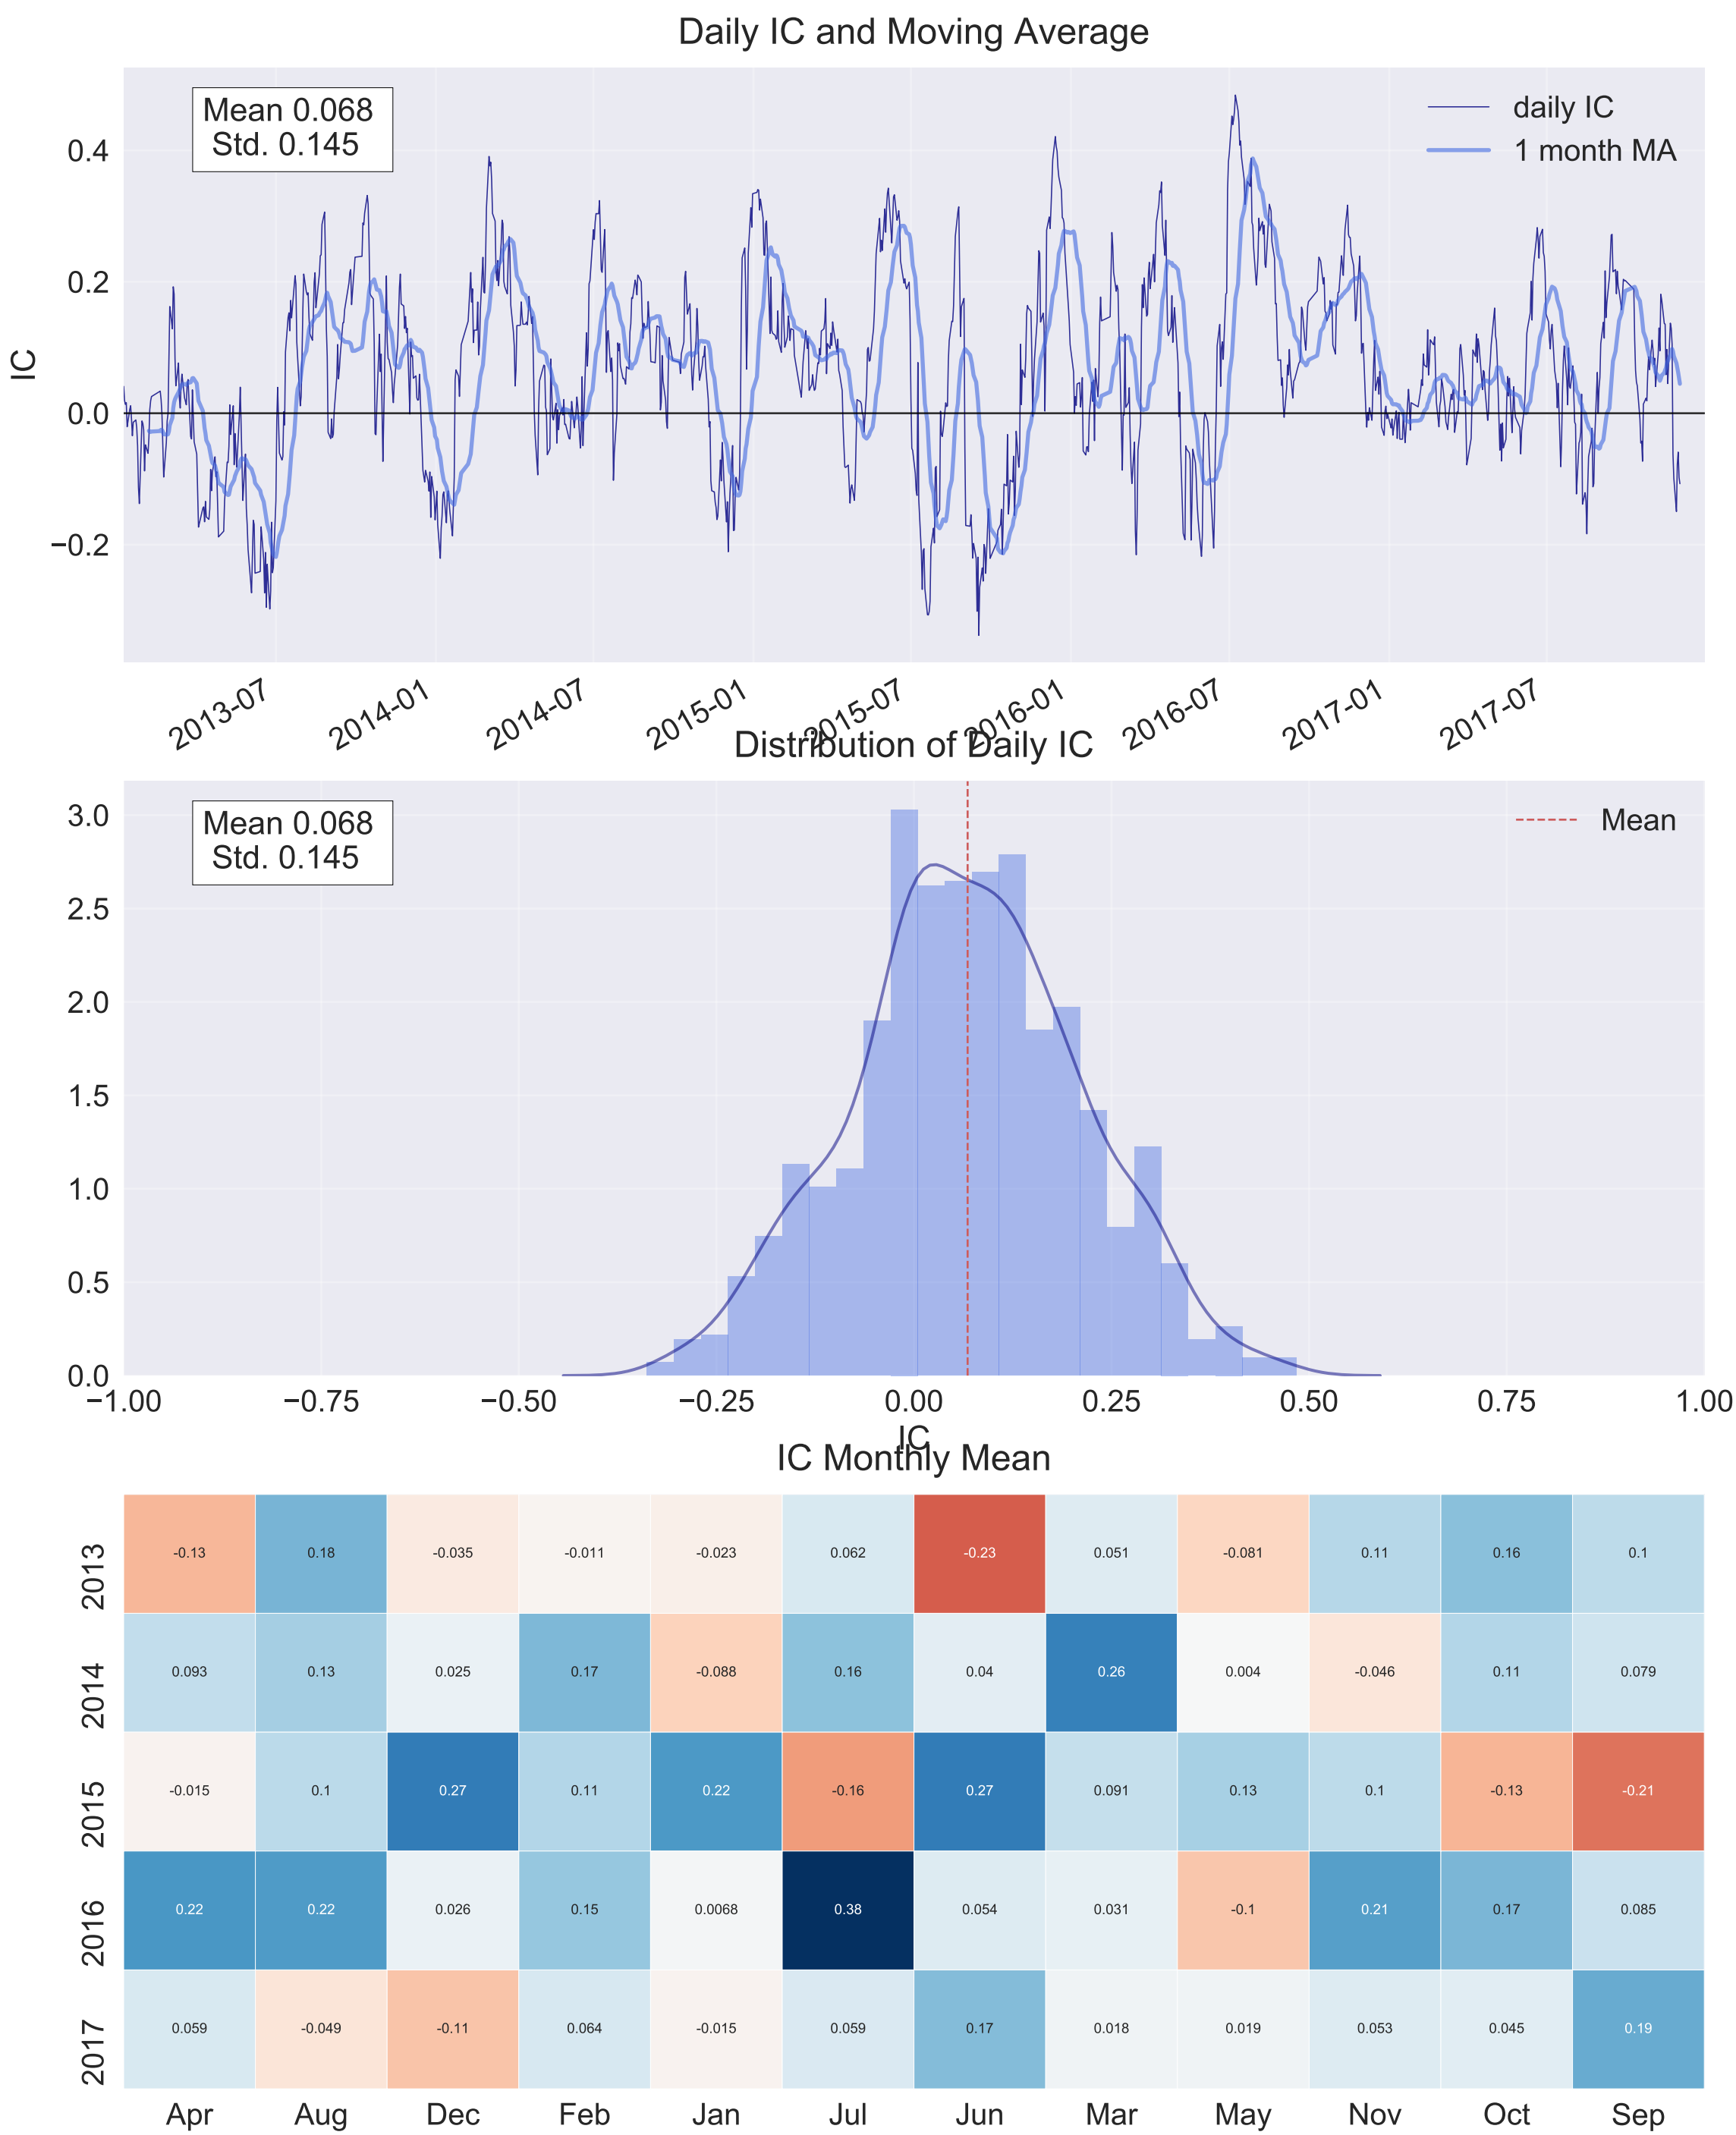 Daily IC and Moving Average
Mean 0.068
Std. 0.145
daily IC
1 month MA
IC
0.4
0.2
0.0
−0.2
2013-07 2014-01 2014-07 2015-01 2015-07 2016-01 2016-07 2017-01 2017-07
Distribution of Daily IC
Mean 0.068
Std. 0.145
Mean
3.0
2.5
2.0
1.5
1.0
0.5
0.0
−1.00 −0.75 −0.50 −0.25 0.00 0.25 0.50 0.75 1.00
IC
IC Monthly Mean
2013 -0.13 0.18 -0.035 -0.011 -0.023 0.062 -0.23 0.051 -0.081 0.11 0.16 0.1
2014 0.093 0.13 0.025 0.17 -0.088 0.16 0.04 0.26 0.004 -0.046 0.11 0.079
2015 -0.015 0.1 0.27 0.11 0.22 -0.16 0.27 0.091 0.13 0.1 -0.13 -0.21
2016 0.22 0.22 0.026 0.15 0.0068 0.38 0.054 0.031 -0.1 0.21 0.17 0.085
2017 0.059 -0.049 -0.11 0.064 -0.015 0.059 0.17 0.018 0.019 0.053 0.045 0.19
Apr Aug Dec Feb Jan Jul Jun Mar May Nov Oct Sep